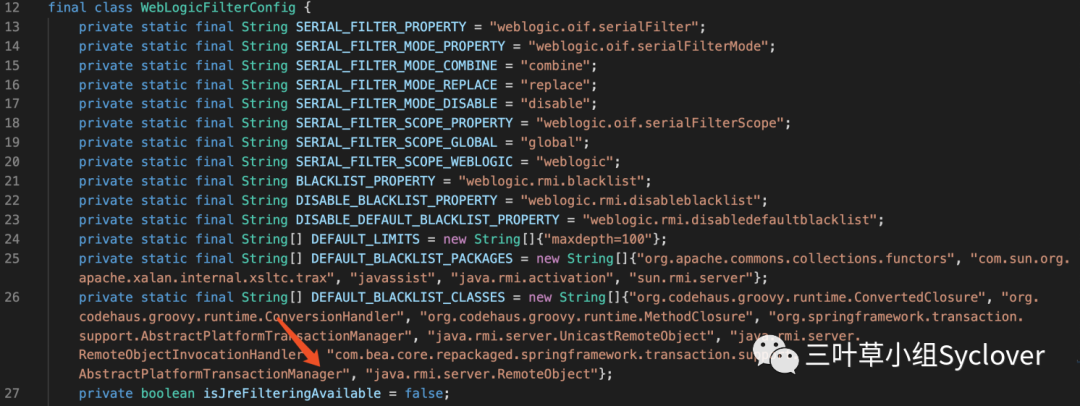 12 final class WebLogicFilterConfig {
13 private static final String SERIAL_FILTER_PROPERTY = "weblogic.oif.serialFilter";
14 private static final String SERIAL_FILTER_MODE_PROPERTY = "weblogic.oif.serialFilterMode";
15 private static final String SERIAL_FILTER_MODE_COMBINE = "combine";
16 private static final String SERIAL_FILTER_MODE_REPLACE = "replace";
17 private static final String SERIAL_FILTER_MODE_DISABLE = "disable";
18 private static final String SERIAL_FILTER_SCOPE_PROPERTY = "weblogic.oif.serialFilterScope";
19 private static final String SERIAL_FILTER_SCOPE_GLOBAL = "global";
20 private static final String SERIAL_FILTER_SCOPE_WEBLOGIC = "weblogic";
21 private static final String BLACKLIST_PROPERTY = "weblogic.rmi.blacklist";
22 private static final String DISABLE_BLACKLIST_PROPERTY = "weblogic.rmi.disableblacklist";
23 private static final String DISABLE_DEFAULT_BLACKLIST_PROPERTY = "weblogic.rmi.disabledefaultblacklist";
24 private static final String[] DEFAULT_LIMITS = new String[]{"maxdepth=100"};
25 private static final String[] DEFAULT_BLACKLIST_PACKAGES = new String[]{"org.apache.commons.collections.functors", "com.sun.org.
apache.xalan.internal.xsltc.trax", "javassist", "java.rmi.activation", "sun.rmi.server"};
26 private static final String[] DEFAULT_BLACKLIST_CLASSES = new String[]{"org.codehaus.groovy.runtime.ConvertedClosure", "org.
codehaus.groovy.runtime.ConversionHandler", "org.codehaus.groovy.runtime.MethodClosure", "org.springframework.transaction.
support.AbstractPlatformTransactionManager", "java.rmi.server.UnicastRemoteObject", "java.rmi.server.
RemoteObjectInvocationHandler", "com.bea.core.repackaged.springframework.transaction.
AbstractPlatformTransactionManager", "java.rmi.server.RemoteObject"};
三叶草小组Syclover
27 private boolean isJreFilteringAvailable = false;